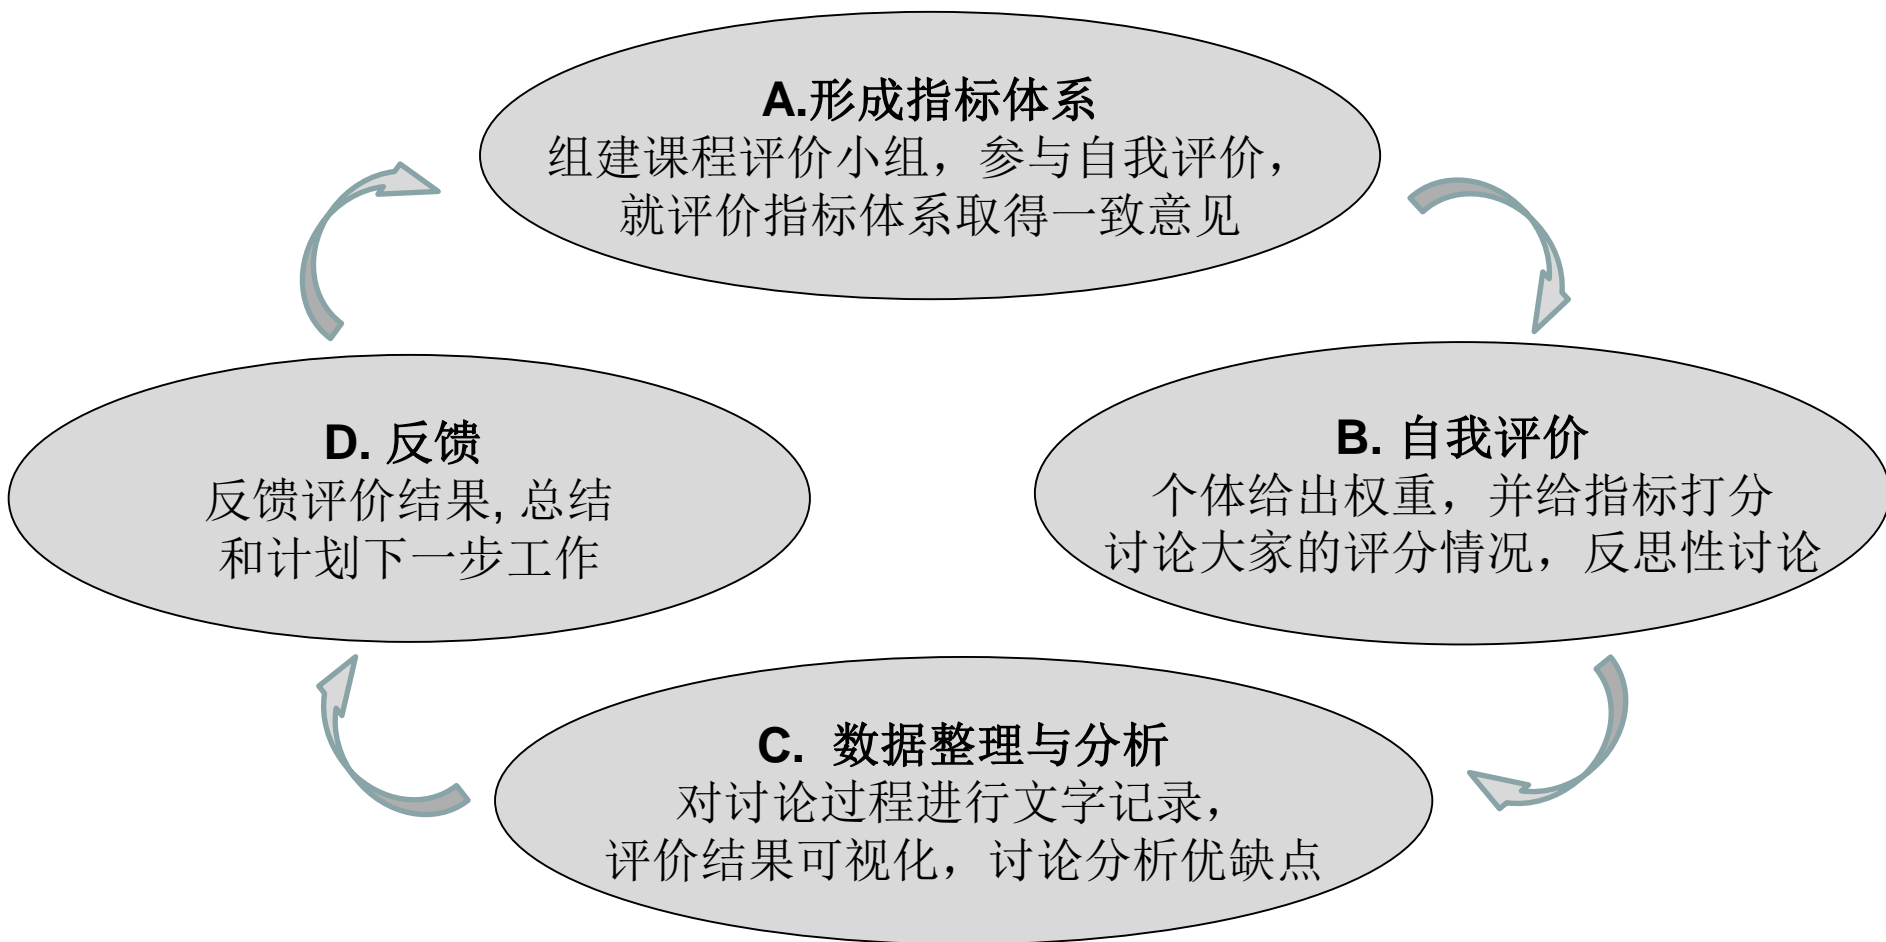 A.形成指标体系
组建课程评价小组，参与自我评价，
就评价指标体系取得一致意见
B. 自我评价
个体给出权重，并给指标打分
讨论大家的评分情况，反思性讨论
C. 数据整理与分析
对讨论过程进行文字记录，
评价结果可视化，讨论分析优缺点
D. 反馈
反馈评价结果, 总结
和计划下一步工作